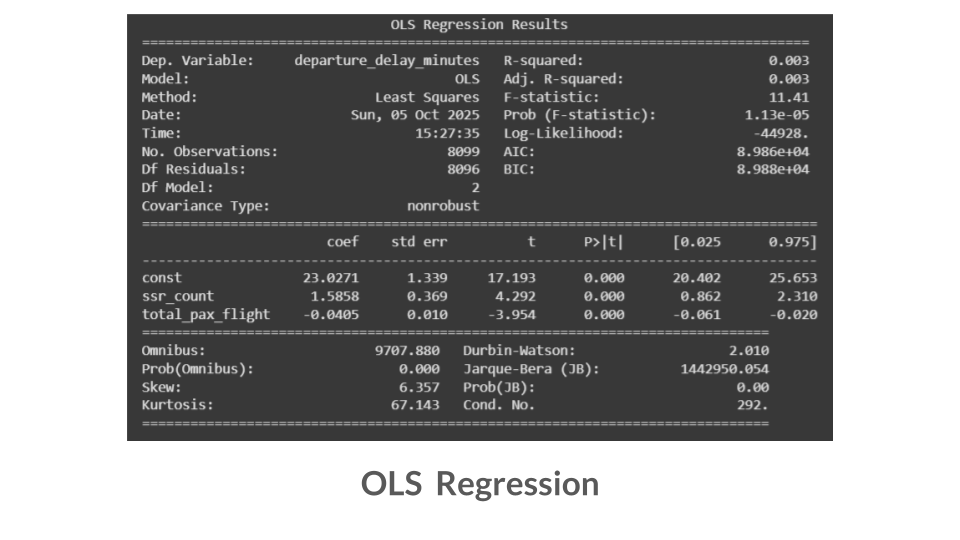 OLS Regression Results
==============================================================================
Dep. Variable: departure_delay_minutes R-squared: 0.003
Model: OLS Adj. R-squared: 0.003
Method: Least Squares F-statistic: 11.41
Date: Sun, 05 Oct 2025 Prob (F-statistic): 1.13e-05
Time: 15:27:35 Log-Likelihood: -44928.
No. Observations: 8099 AIC: 8.986e+04
Df Residuals: 8096 BIC: 8.988e+04
Df Model: 2
Covariance Type: nonrobust
==============================================================================
coef std err t P>|t| [0.025 0.975]
------------------------------------------------------------------------------
const 23.0271 1.339 17.193 0.000 20.402 25.653
ssr_count 1.5858 0.369 4.292 0.000 0.862 2.310
total_pax_flight -0.0405 0.010 -3.954 0.000 -0.061 -0.020
==============================================================================
Omnibus: 9707.880 Durbin-Watson: 2.010
Prob(Omnibus): 0.000 Jarque-Bera (JB): 1442950.054
Skew: 6.357 Prob(JB): 0.00
Kurtosis: 67.143 Cond. No. 292.
==============================================================================
OLS Regression